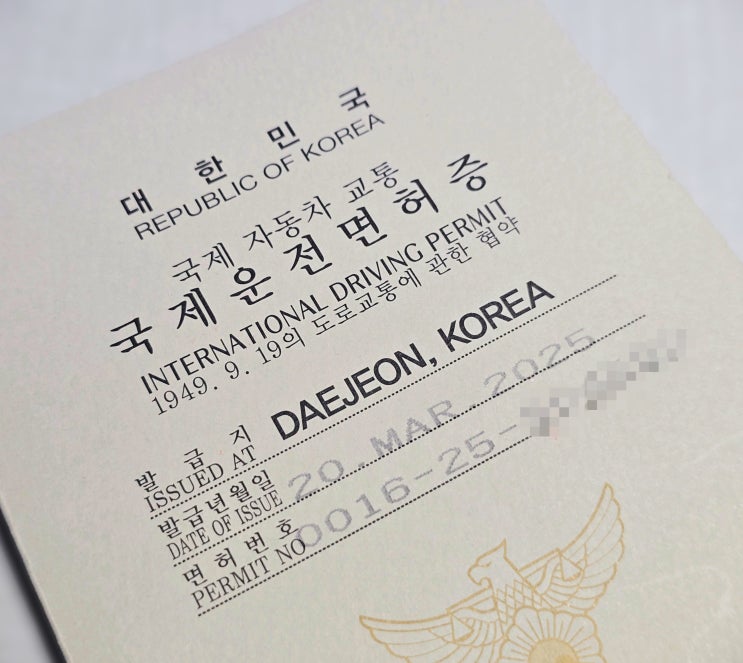 대한민국
REPUBLIC OF KOREA
국제 자동차 교통
국제운전면허증
INTERNATIONAL DRIVING PERMIT
1949. 9. 19의 도로교통에 관한 협약
발급지
ISSUED AT
DAEJEON, KOREA
발급년월일
DATE OF ISSUE
20. MAR. 2025
면허번호
PERMIT NO
0016-25-